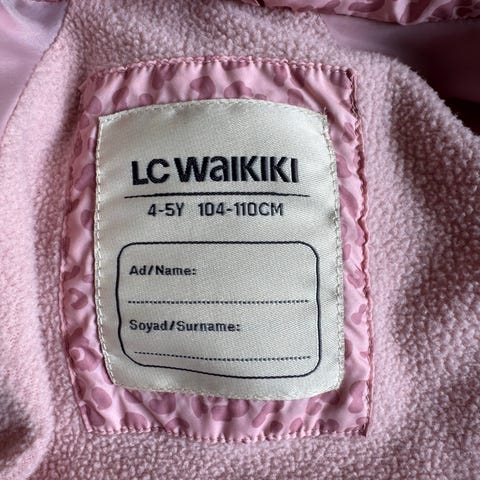 LC WAIKIKI
4-5Y 104-110CM
Ad/Name:
Soyad/Surname: